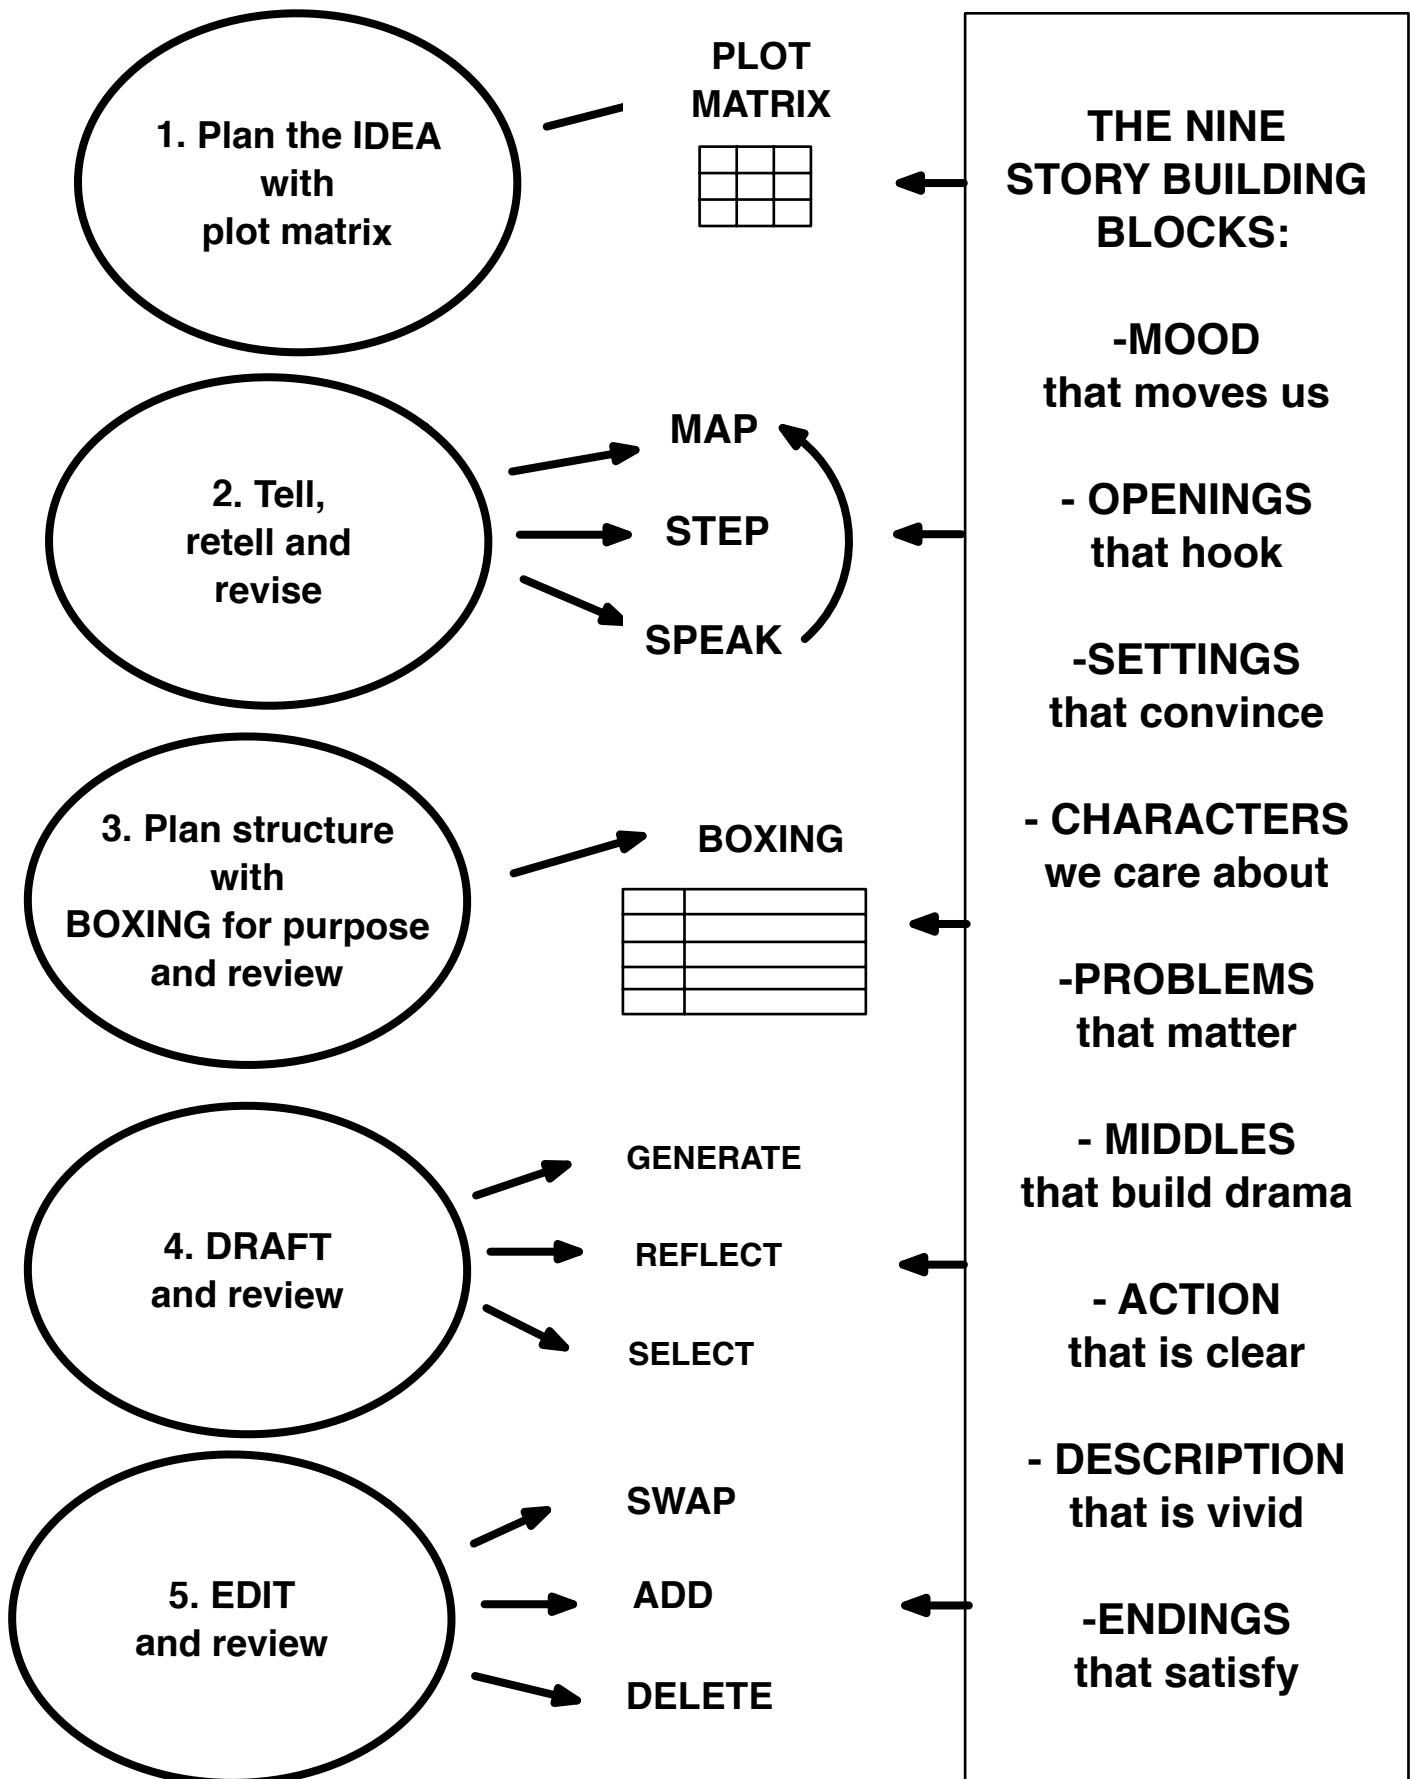 1. Plan the IDEA
with
plot matrix
PLOT
MATRIX
2. Tell,
retell and
revise
MAP
STEP
SPEAK
3. Plan structure
with
BOXING for purpose
and review
BOXING
4. DRAFT
and review
GENERATE
REFLECT
SELECT
5. EDIT
and review
SWAP
ADD
DELETE
THE NINE
STORY BUILDING
BLOCKS:
-MOOD
that moves us
- OPENINGS
that hook
-SETTINGS
that convince
- CHARACTERS
we care about
-PROBLEMS
that matter
- MIDDLES
that build drama
- ACTION
that is clear
- DESCRIPTION
that is vivid
-ENDINGS
that satisfy